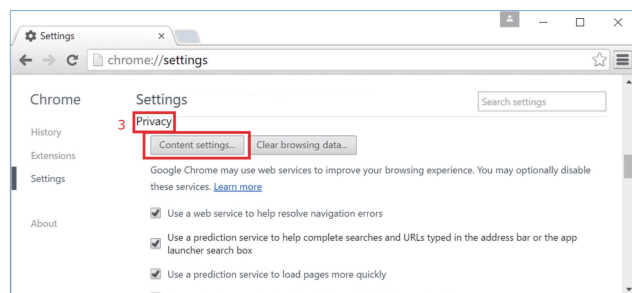 Settings
chrome://settings
Chrome
Settings
Search settings
3 Privacy
History
Content settings... Clear browsing data...
Extensions
Google Chrome may use web services to improve your browsing experience. You may optionally disable
Settings
these services. Learn more
Use a web service to help resolve navigation errors
About
Use a prediction service to help complete searches and URLs typed in the address bar or the app
launcher search box
Use a prediction service to load pages more quickly